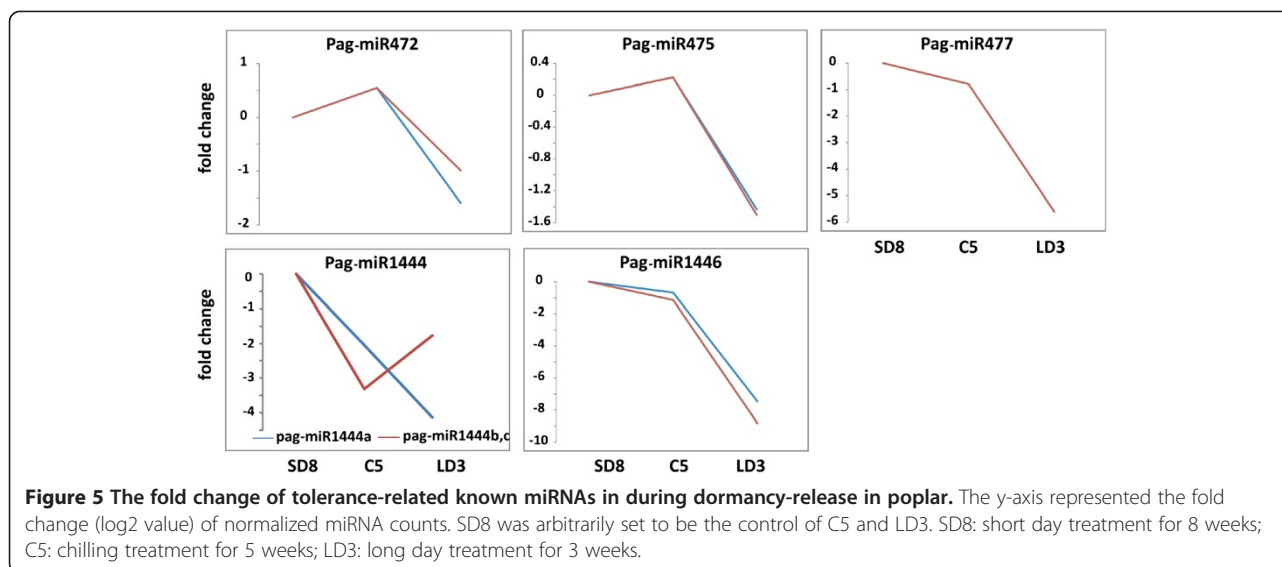 Pag-miR472
Pag-miR475
Pag-miR477
fold change
1
0
-1
-2
0.4
0
-0.4
-0.8
-1.2
-1.6
0
-1
-2
-3
-4
-5
-6
SD8 C5 LD3
Pag-miR1444
Pag-miR1446
fold change
0
-1
-2
-3
-4
pag-miR1444a pag-miR1444b,c
SD8 C5 LD3
0
-2
-4
-6
-8
-10
SD8 C5 LD3
Figure 5 The fold change of tolerance-related known miRNAs in during dormancy-release in poplar. The y-axis represented the fold
change (log2 value) of normalized miRNA counts. SD8 was arbitrarily set to be the control of C5 and LD3. SD8: short day treatment for 8 weeks;
C5: chilling treatment for 5 weeks; LD3: long day treatment for 3 weeks.